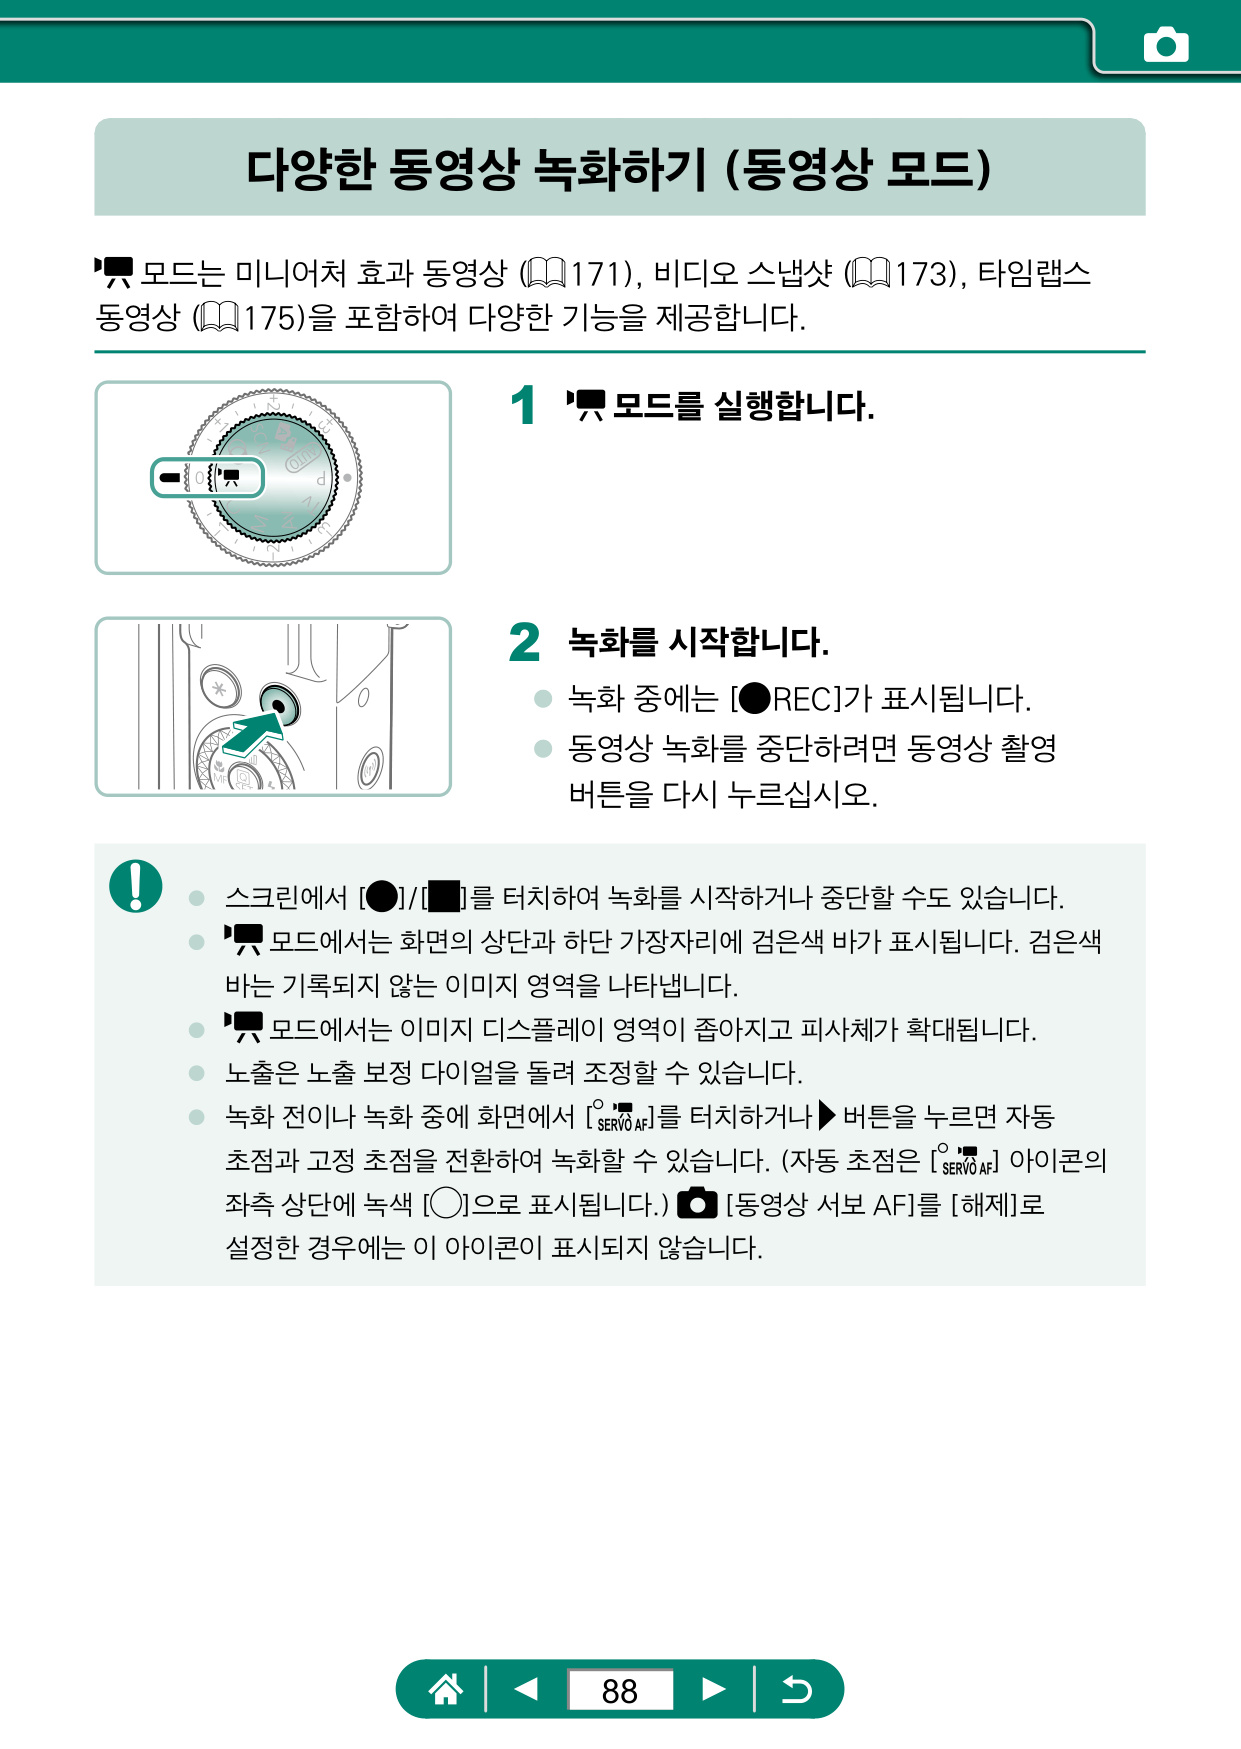 다양한 동영상 녹화하기 (동영상 모드)
모드는 미니어처 효과 동영상 (171), 비디오 스냅샷 (173), 타임랩스
동영상 (175)을 포함하여 다양한 기능을 제공합니다.
1 모드를 실행합니다.
2 녹화를 시작합니다.
● 녹화 중에는 [●REC]가 표시됩니다.
● 동영상 녹화를 중단하려면 동영상 촬영
버튼을 다시 누르십시오.
● 스크린에서 [●]/[■]를 터치하여 녹화를 시작하거나 중단할 수도 있습니다.
● 모드에서는 화면의 상단과 하단 가장자리에 검은색 바가 표시됩니다. 검은색
바는 기록되지 않는 이미지 영역을 나타냅니다.
● 모드에서는 이미지 디스플레이 영역이 좁아지고 피사체가 확대됩니다.
● 노출은 노출 보정 다이얼을 돌려 조정할 수 있습니다.
● 녹화 전이나 녹화 중에 화면에서 [SERVO AF]를 터치하거나 ▶ 버튼을 누르면 자동
초점과 고정 초점을 전환하여 녹화할 수 있습니다. (자동 초점은 [SERVO AF] 아이콘의
좌측 상단에 녹색 [○]으로 표시됩니다.) [동영상 서보 AF]를 [해제]로
설정한 경우에는 이 아이콘이 표시되지 않습니다.
88